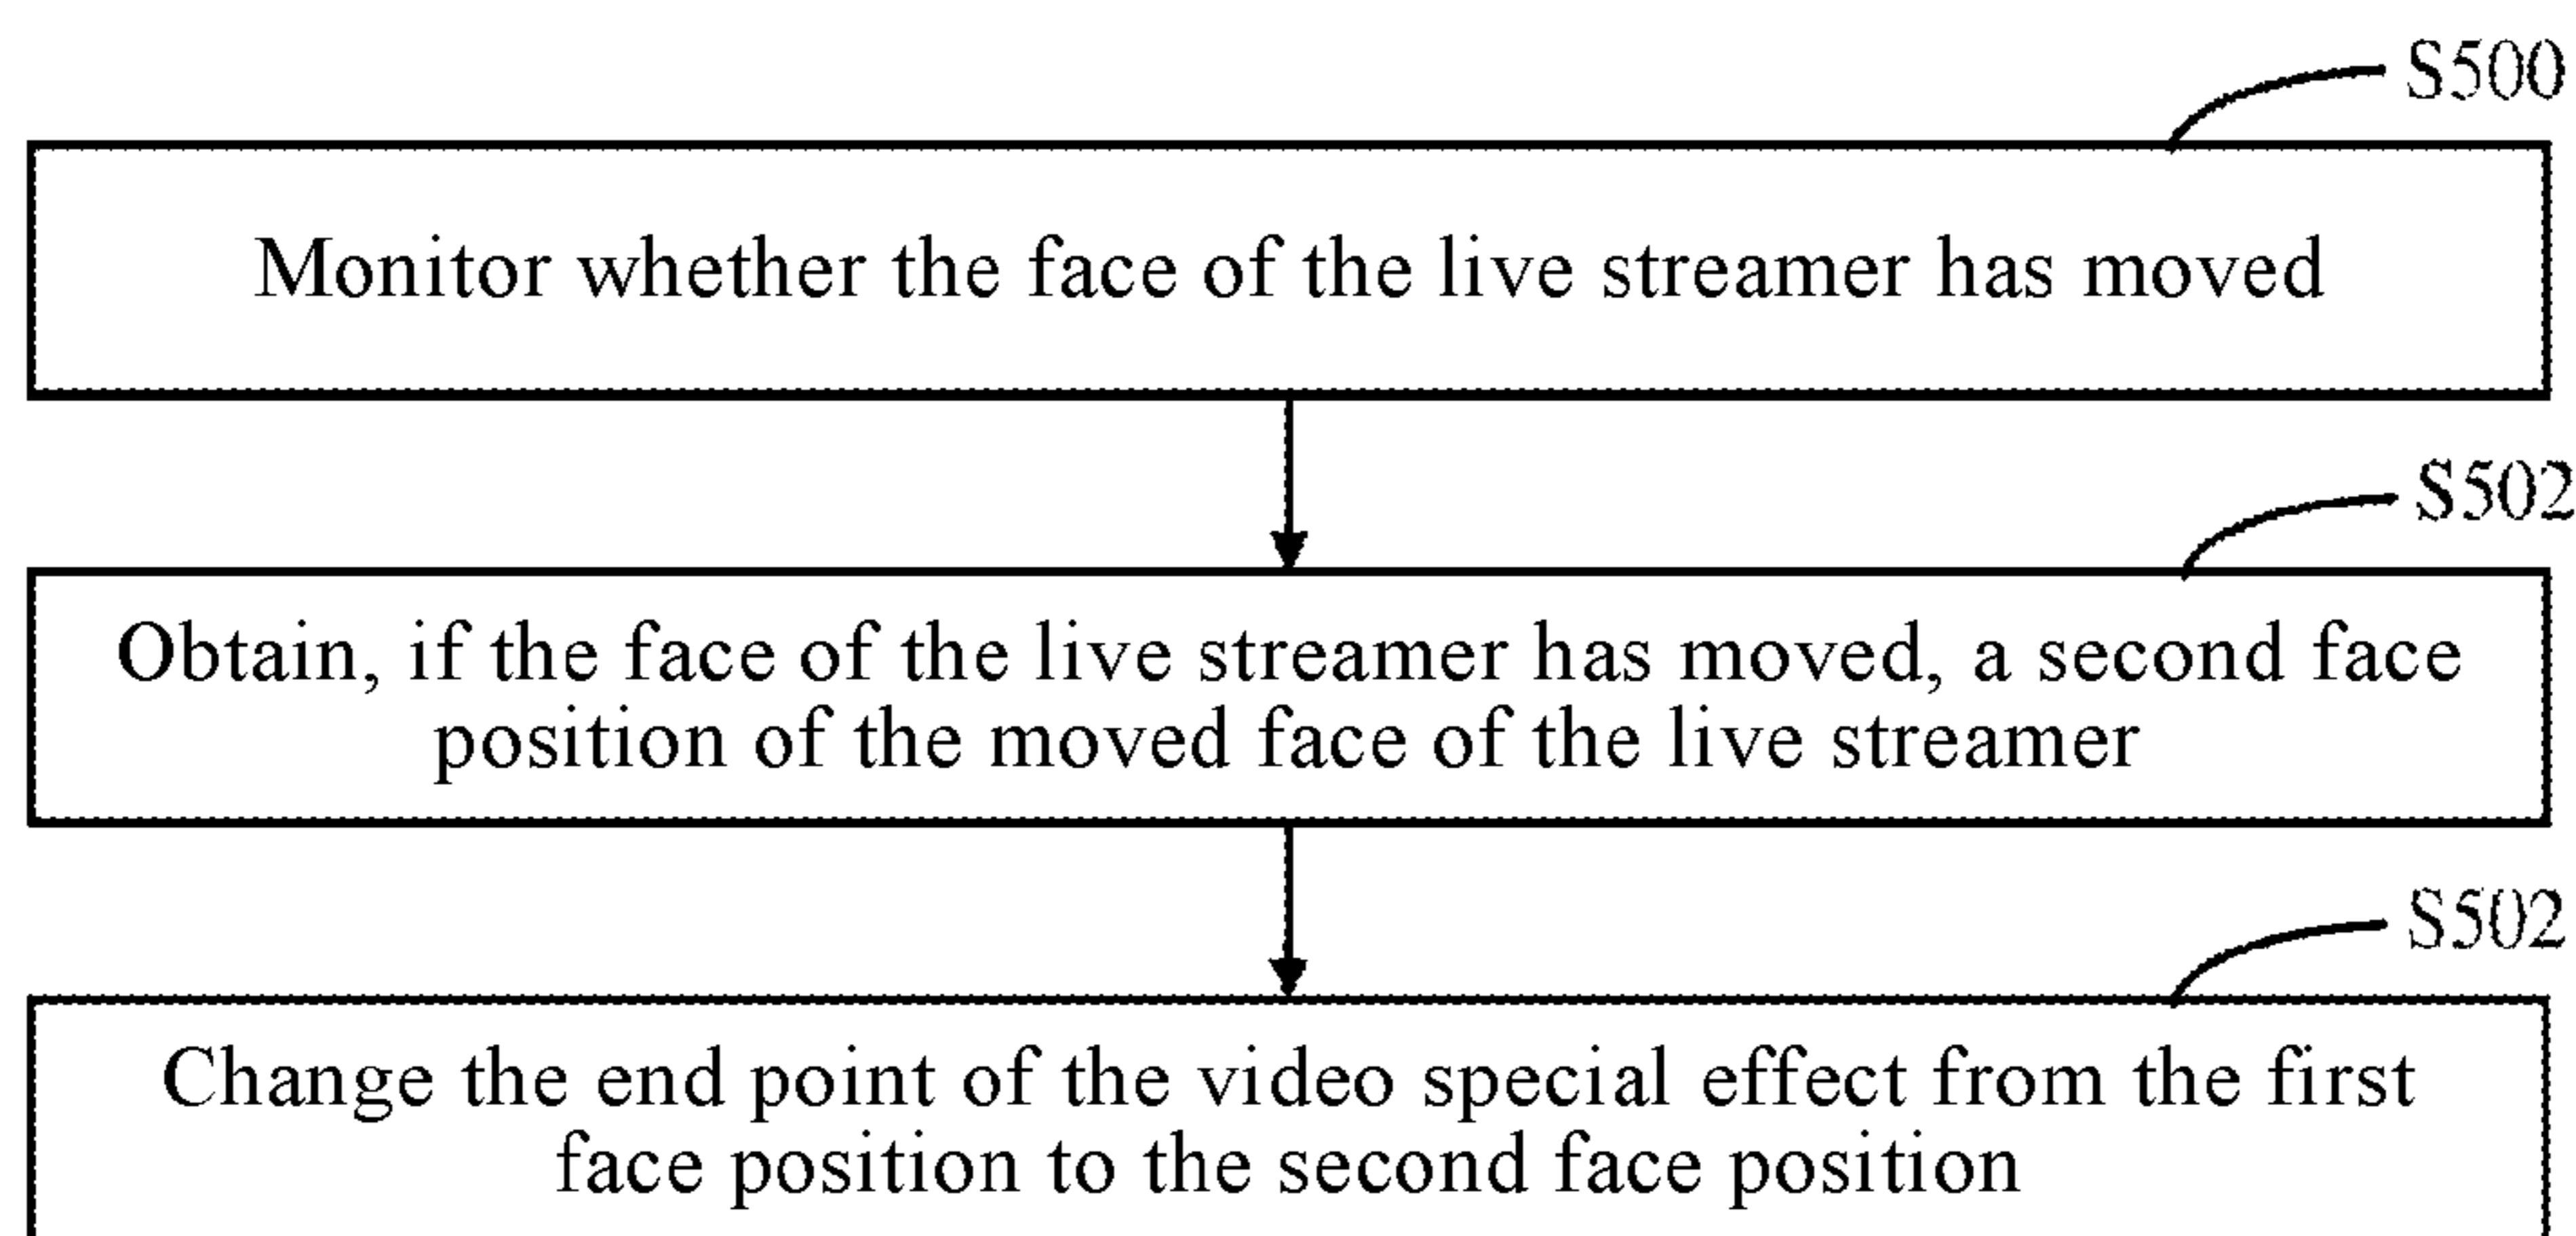 S500
Monitor whether the face of the live streamer has moved
S502
Obtain, if the face of the live streamer has moved, a second face
position of the moved face of the live streamer
S502
Change the end point of the video special effect from the first
face position to the second face position